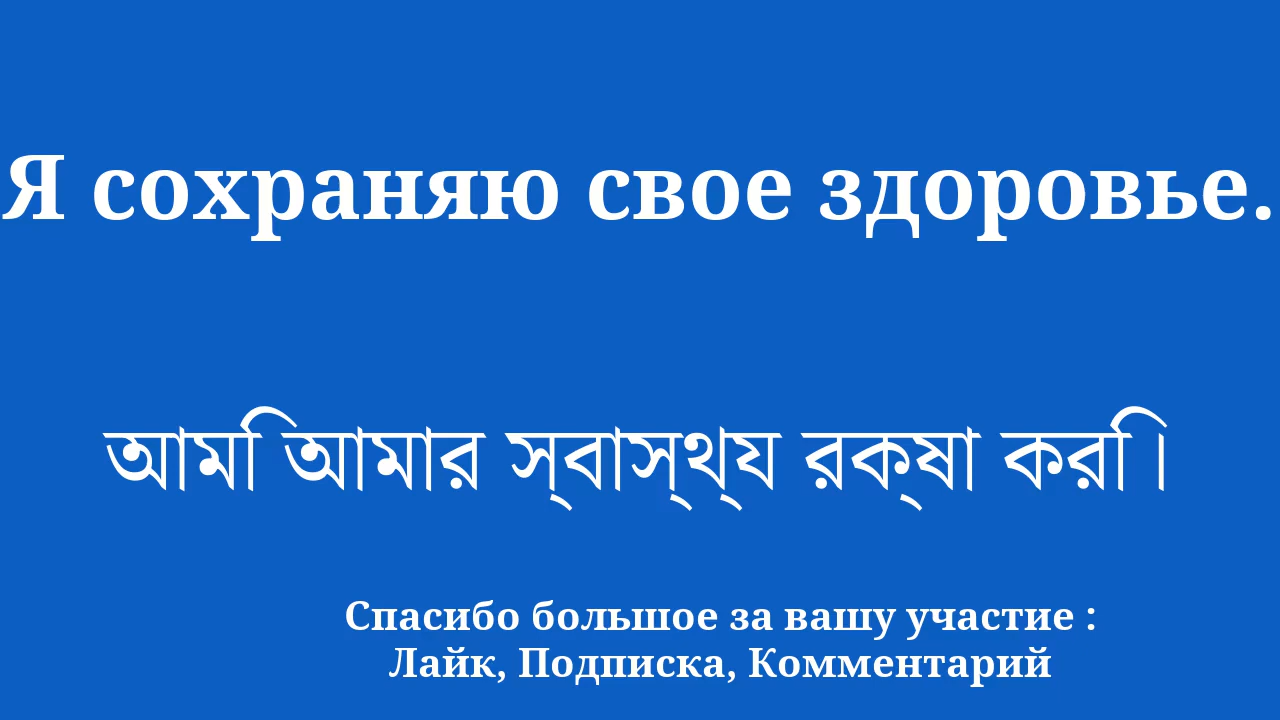 Я сохраняю свое здоровье.
আমি আমার স্বাস্থ্য রক্ষা করি।
Спасибо большое за вашу участие :
Лайк, Подписка, Комментарий